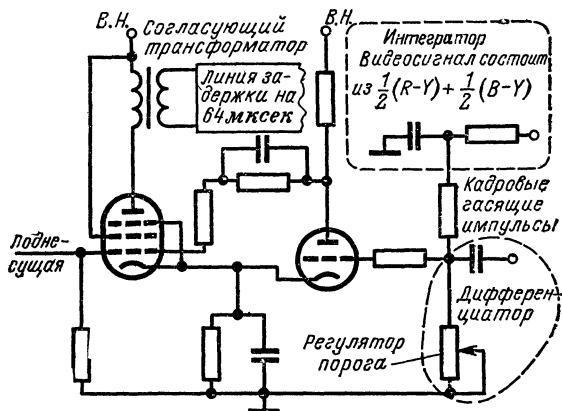 В.Н.
Согласующий
трансформатор
Линия за-
держки на
64 мксек
В.Н.
Интегратор
Видеосигнал состоит
из 1/2 (R-Y) + 1/2 (B-Y)
Кадровые
гасящие
импульсы
Подне-
сущая
Дифферен-
циатор
Регулятор
порога